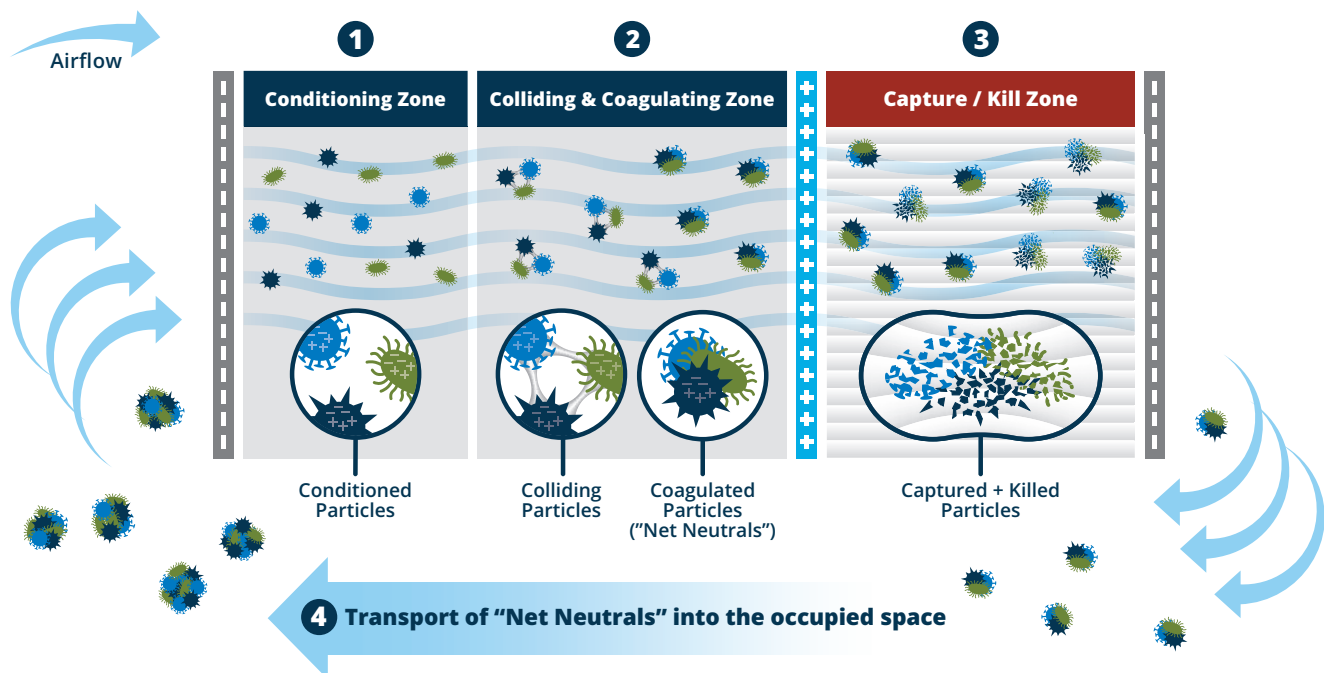 Airflow
1
2
3
Conditioning Zone
Colliding & Coagulating Zone
Capture / Kill Zone
Conditioned
Particles
Colliding
Particles
Coagulated
Particles
(”Net Neutrals”)
Captured + Killed
Particles
4 Transport of “Net Neutrals” into the occupied space